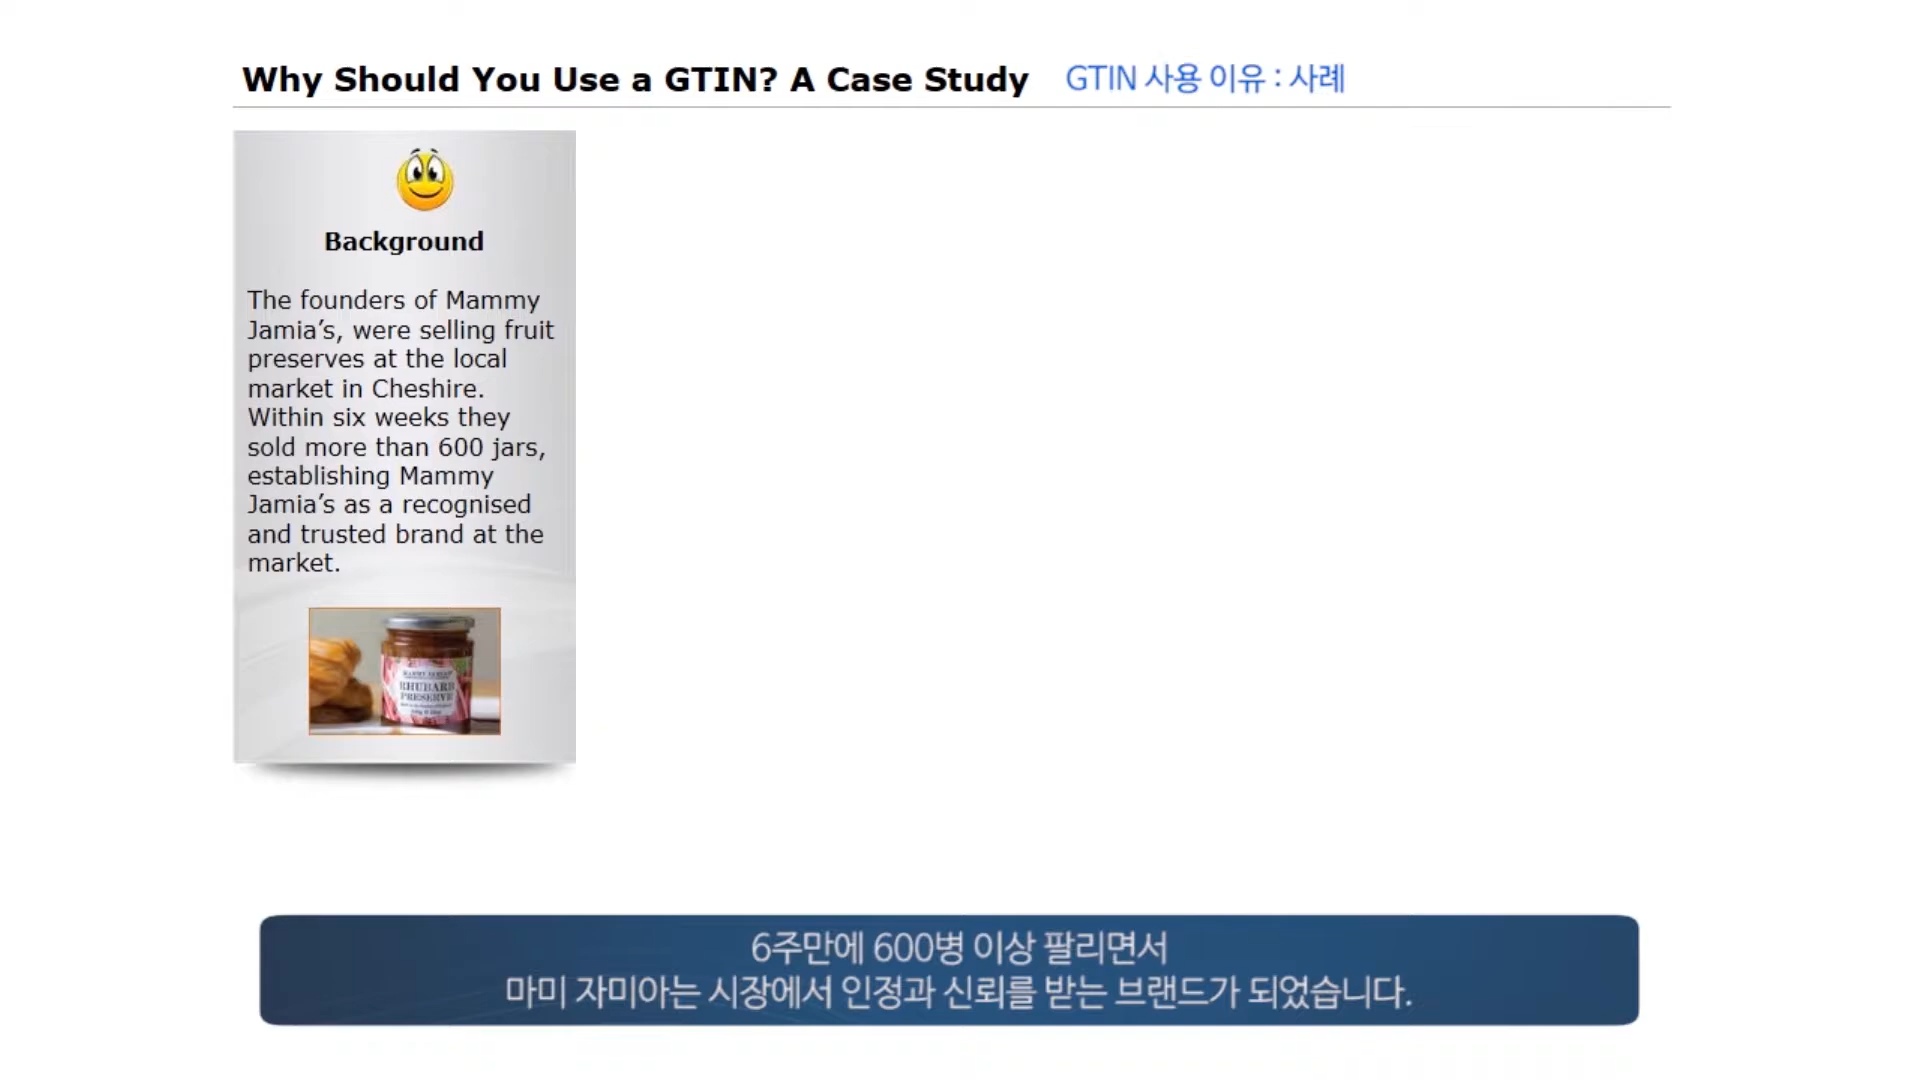 Why Should You Use a GTIN? A Case Study GTIN 사용 이유 : 사례
Background
The founders of Mammy
Jamia’s, were selling fruit
preserves at the local
market in Cheshire.
Within six weeks they
sold more than 600 jars,
establishing Mammy
Jamia’s as a recognised
and trusted brand at the
market.
RHUBARB
PRESERVE
6주만에 600병 이상 팔리면서
마미 자미아는 시장에서 인정과 신뢰를 받는 브랜드가 되었습니다.